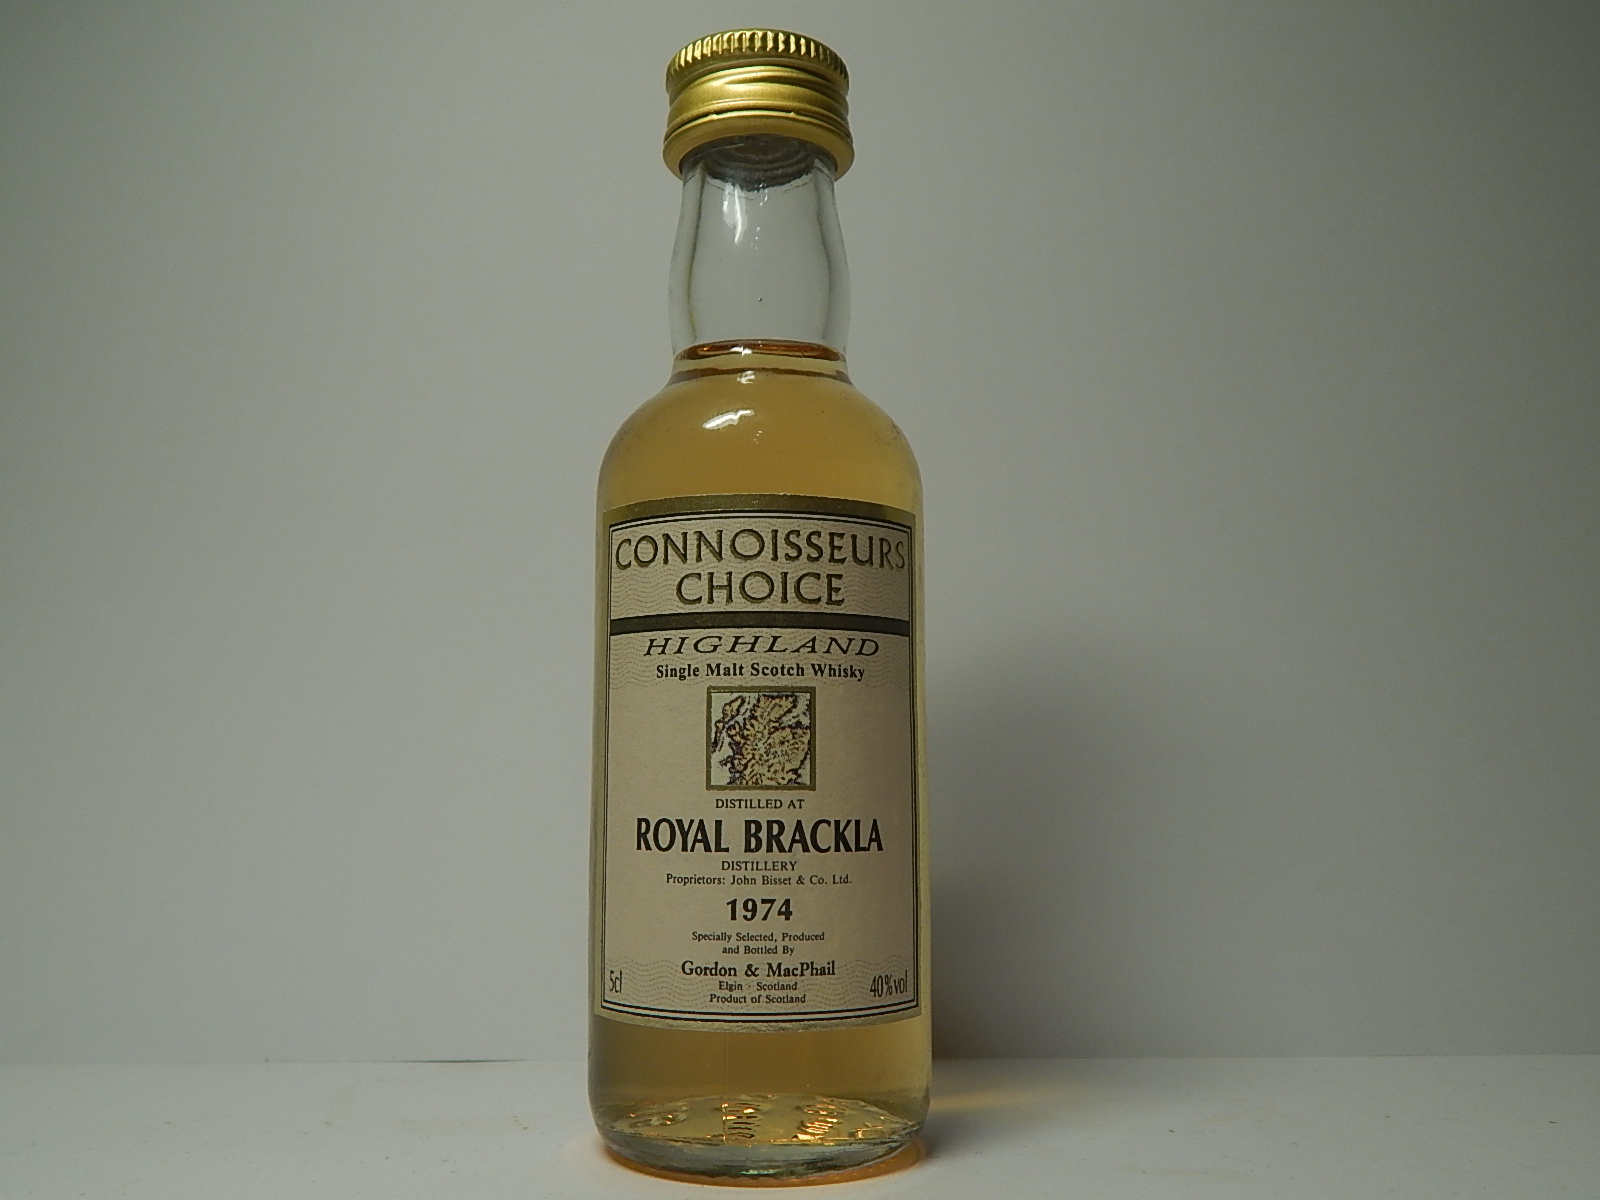 CONNOISSEURS
CHOICE
HIGHLAND
Single Malt Scotch Whisky
DISTILLED AT
ROYAL BRACKLA
DISTILLERY
Proprietors: John Bisset & Co. Ltd.
1974
Specially Selected, Produced
and Bottled By
Gordon & MacPhail
Elgin · Scotland
Product of Scotland
5cl
40%vol